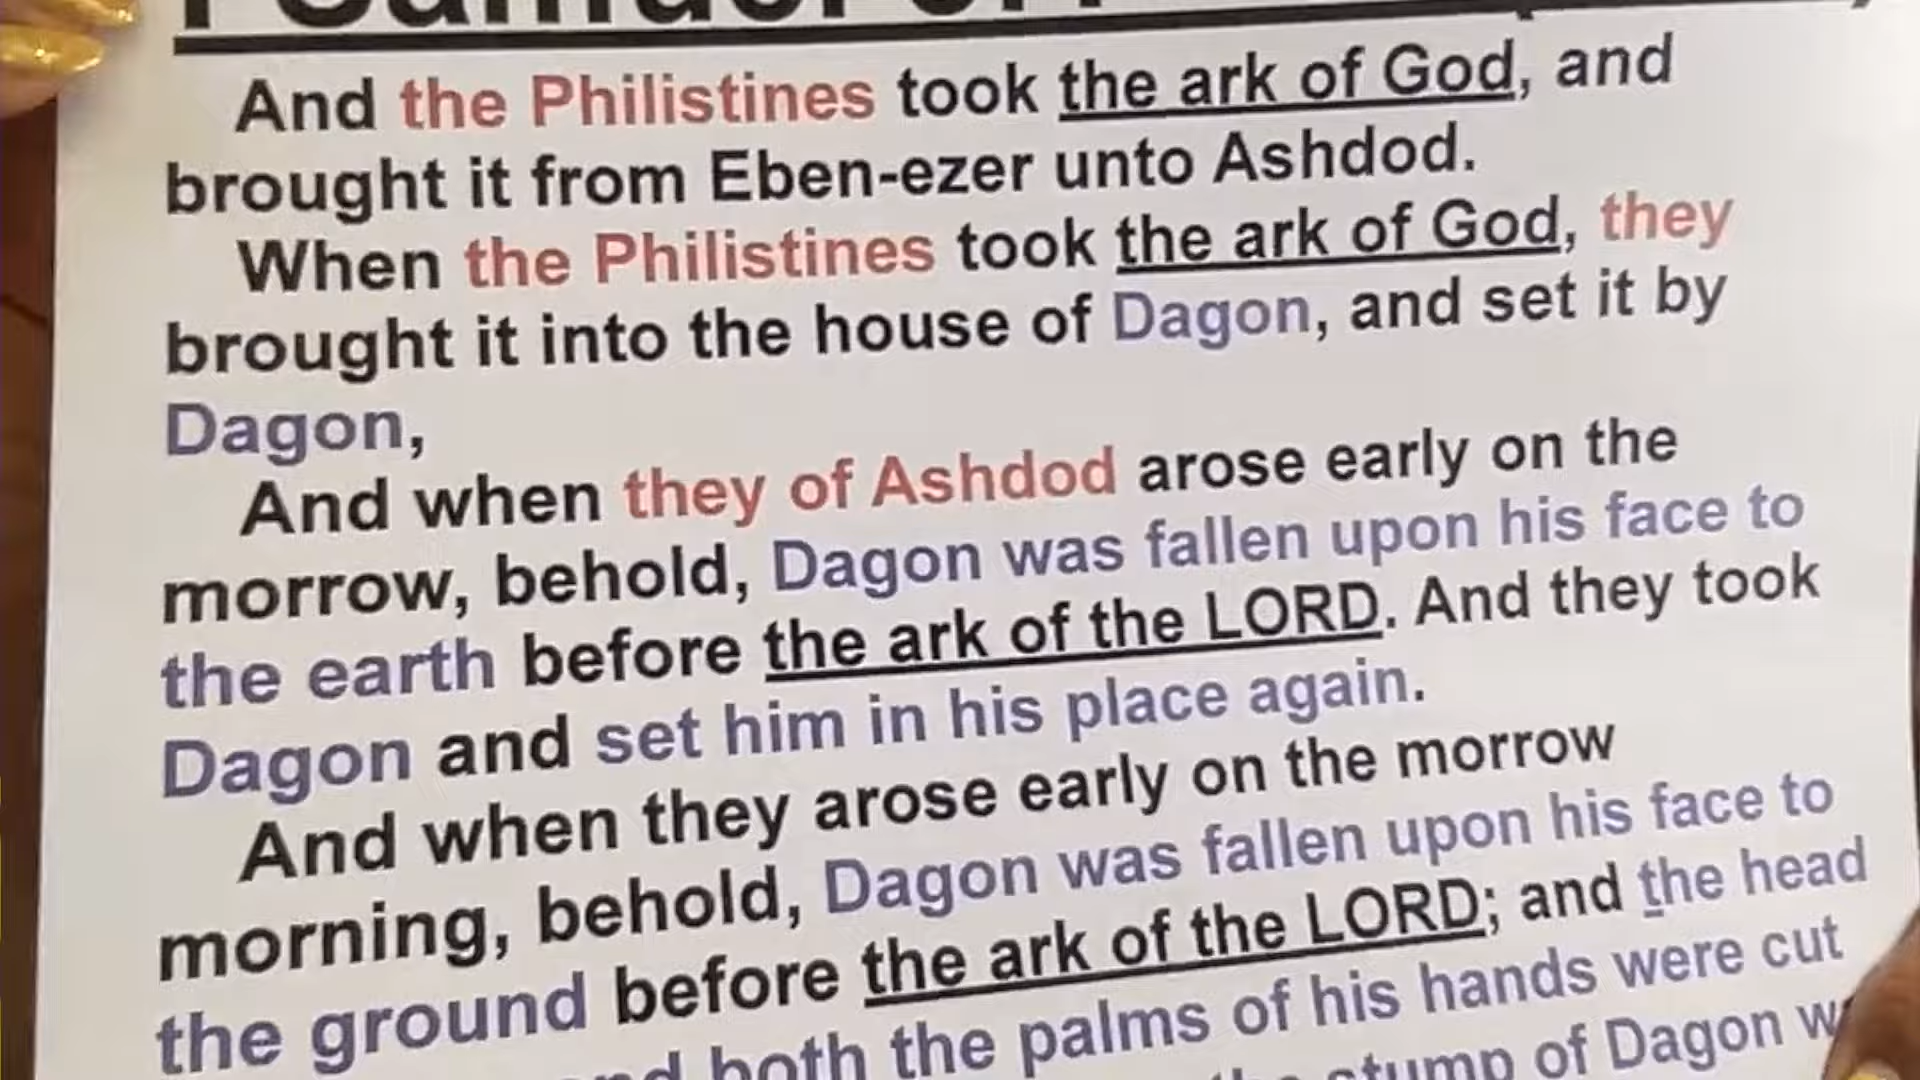 I Samuel
And the Philistines took the ark of God, and
brought it from Eben-ezer unto Ashdod.
When the Philistines took the ark of God, they
brought it into the house of Dagon, and set it by
Dagon,
And when they of Ashdod arose early on the
morrow, behold, Dagon was fallen upon his face to
the earth before the ark of the LORD. And they took
Dagon and set him in his place again.
And when they arose early on the morrow
morning, behold, Dagon was fallen upon his face to
the ground before the ark of the LORD; and the head
both the palms of his hands were cut
stump of Dagon